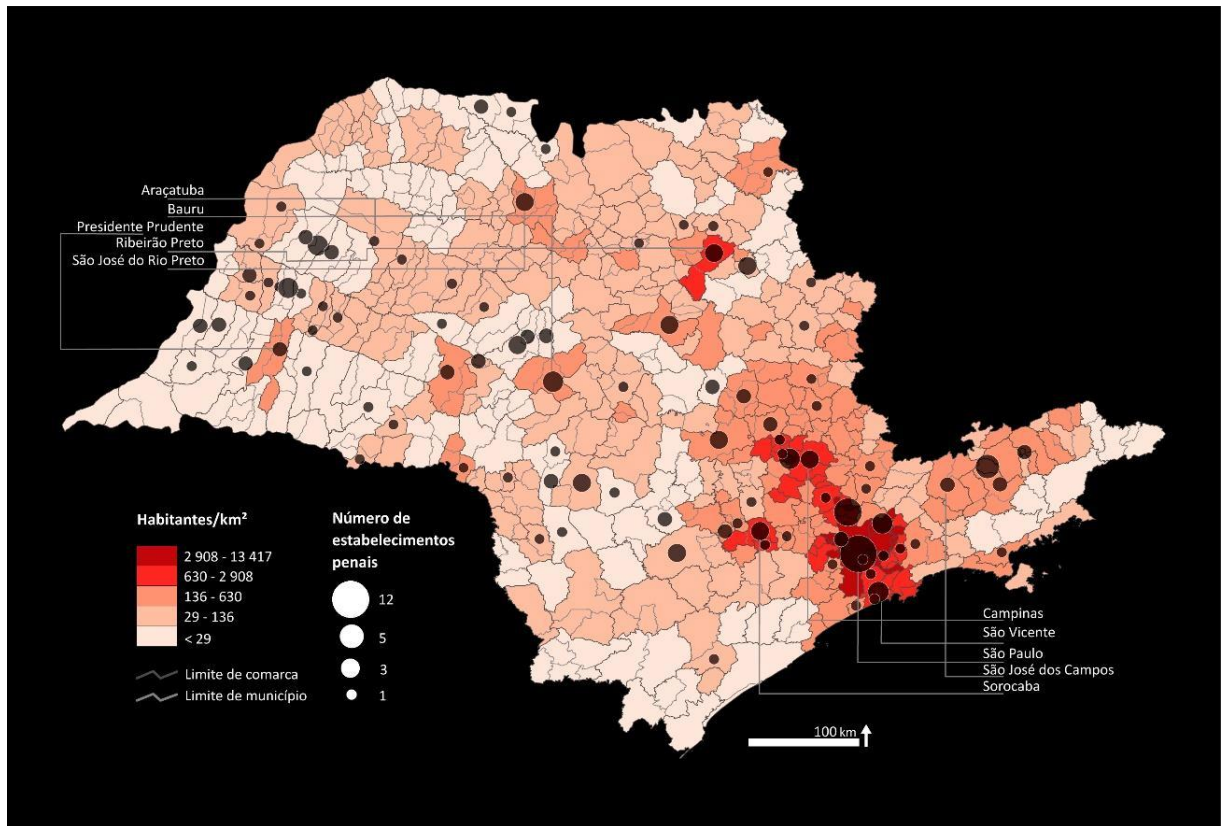 Araçatuba
Bauru
Presidente Prudente
Ribeirão Preto
São José do Rio Preto
Habitantes/km²
2 908 - 13 417
630 - 2 908
136 - 630
29 - 136
< 29
Limite de comarca
Limite de município
Número de
estabelecimentos
penais
12
5
3
1
Campinas
São Vicente
São Paulo
São José dos Campos
Sorocaba
100 km